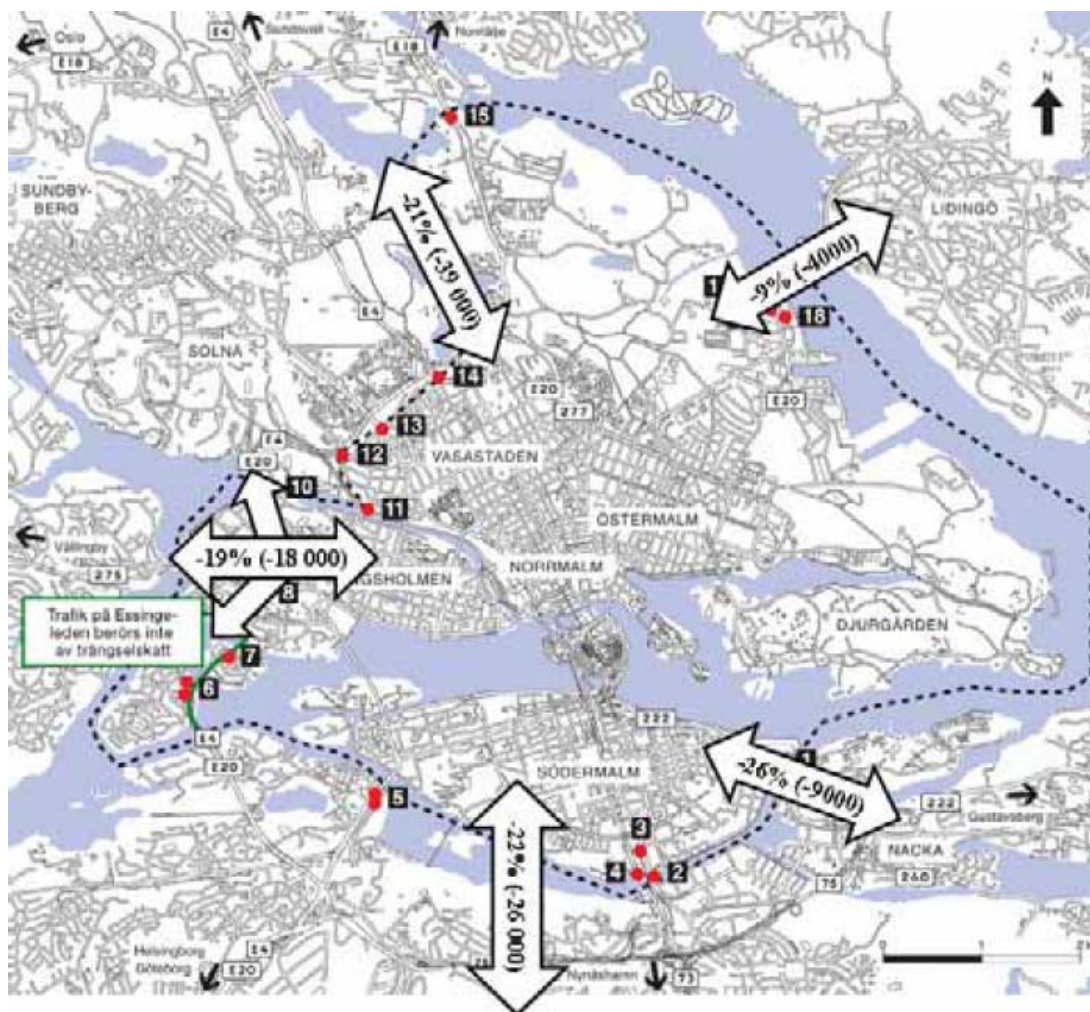 Oslo
E18
Sundsvall
E4
Norrtälje
E18
E18
N
15
SUNDBY-
BERG
LIDINGÖ
-21% (-39 000)
-9% (-4000)
18
E4
SOLNA
14
E20
277
E20
13
12
VASASTADEN
E4
E20
10
11
ÖSTERMALM
Vällingby
275
-19% (-18 000)
NORRMALM
8
Trafik på Essinge-
leden berörs inte
av trängselskatt
DJURGÅRDEN
7
6
222
E4
E20
1
SÖDERMALM
-26% (-9000)
5
222
Gustavsberg
3
-22% (-26 000)
4
2
NACKA
75
260
Helsingborg
Göteborg
E4
E20
Nynäshamn
73